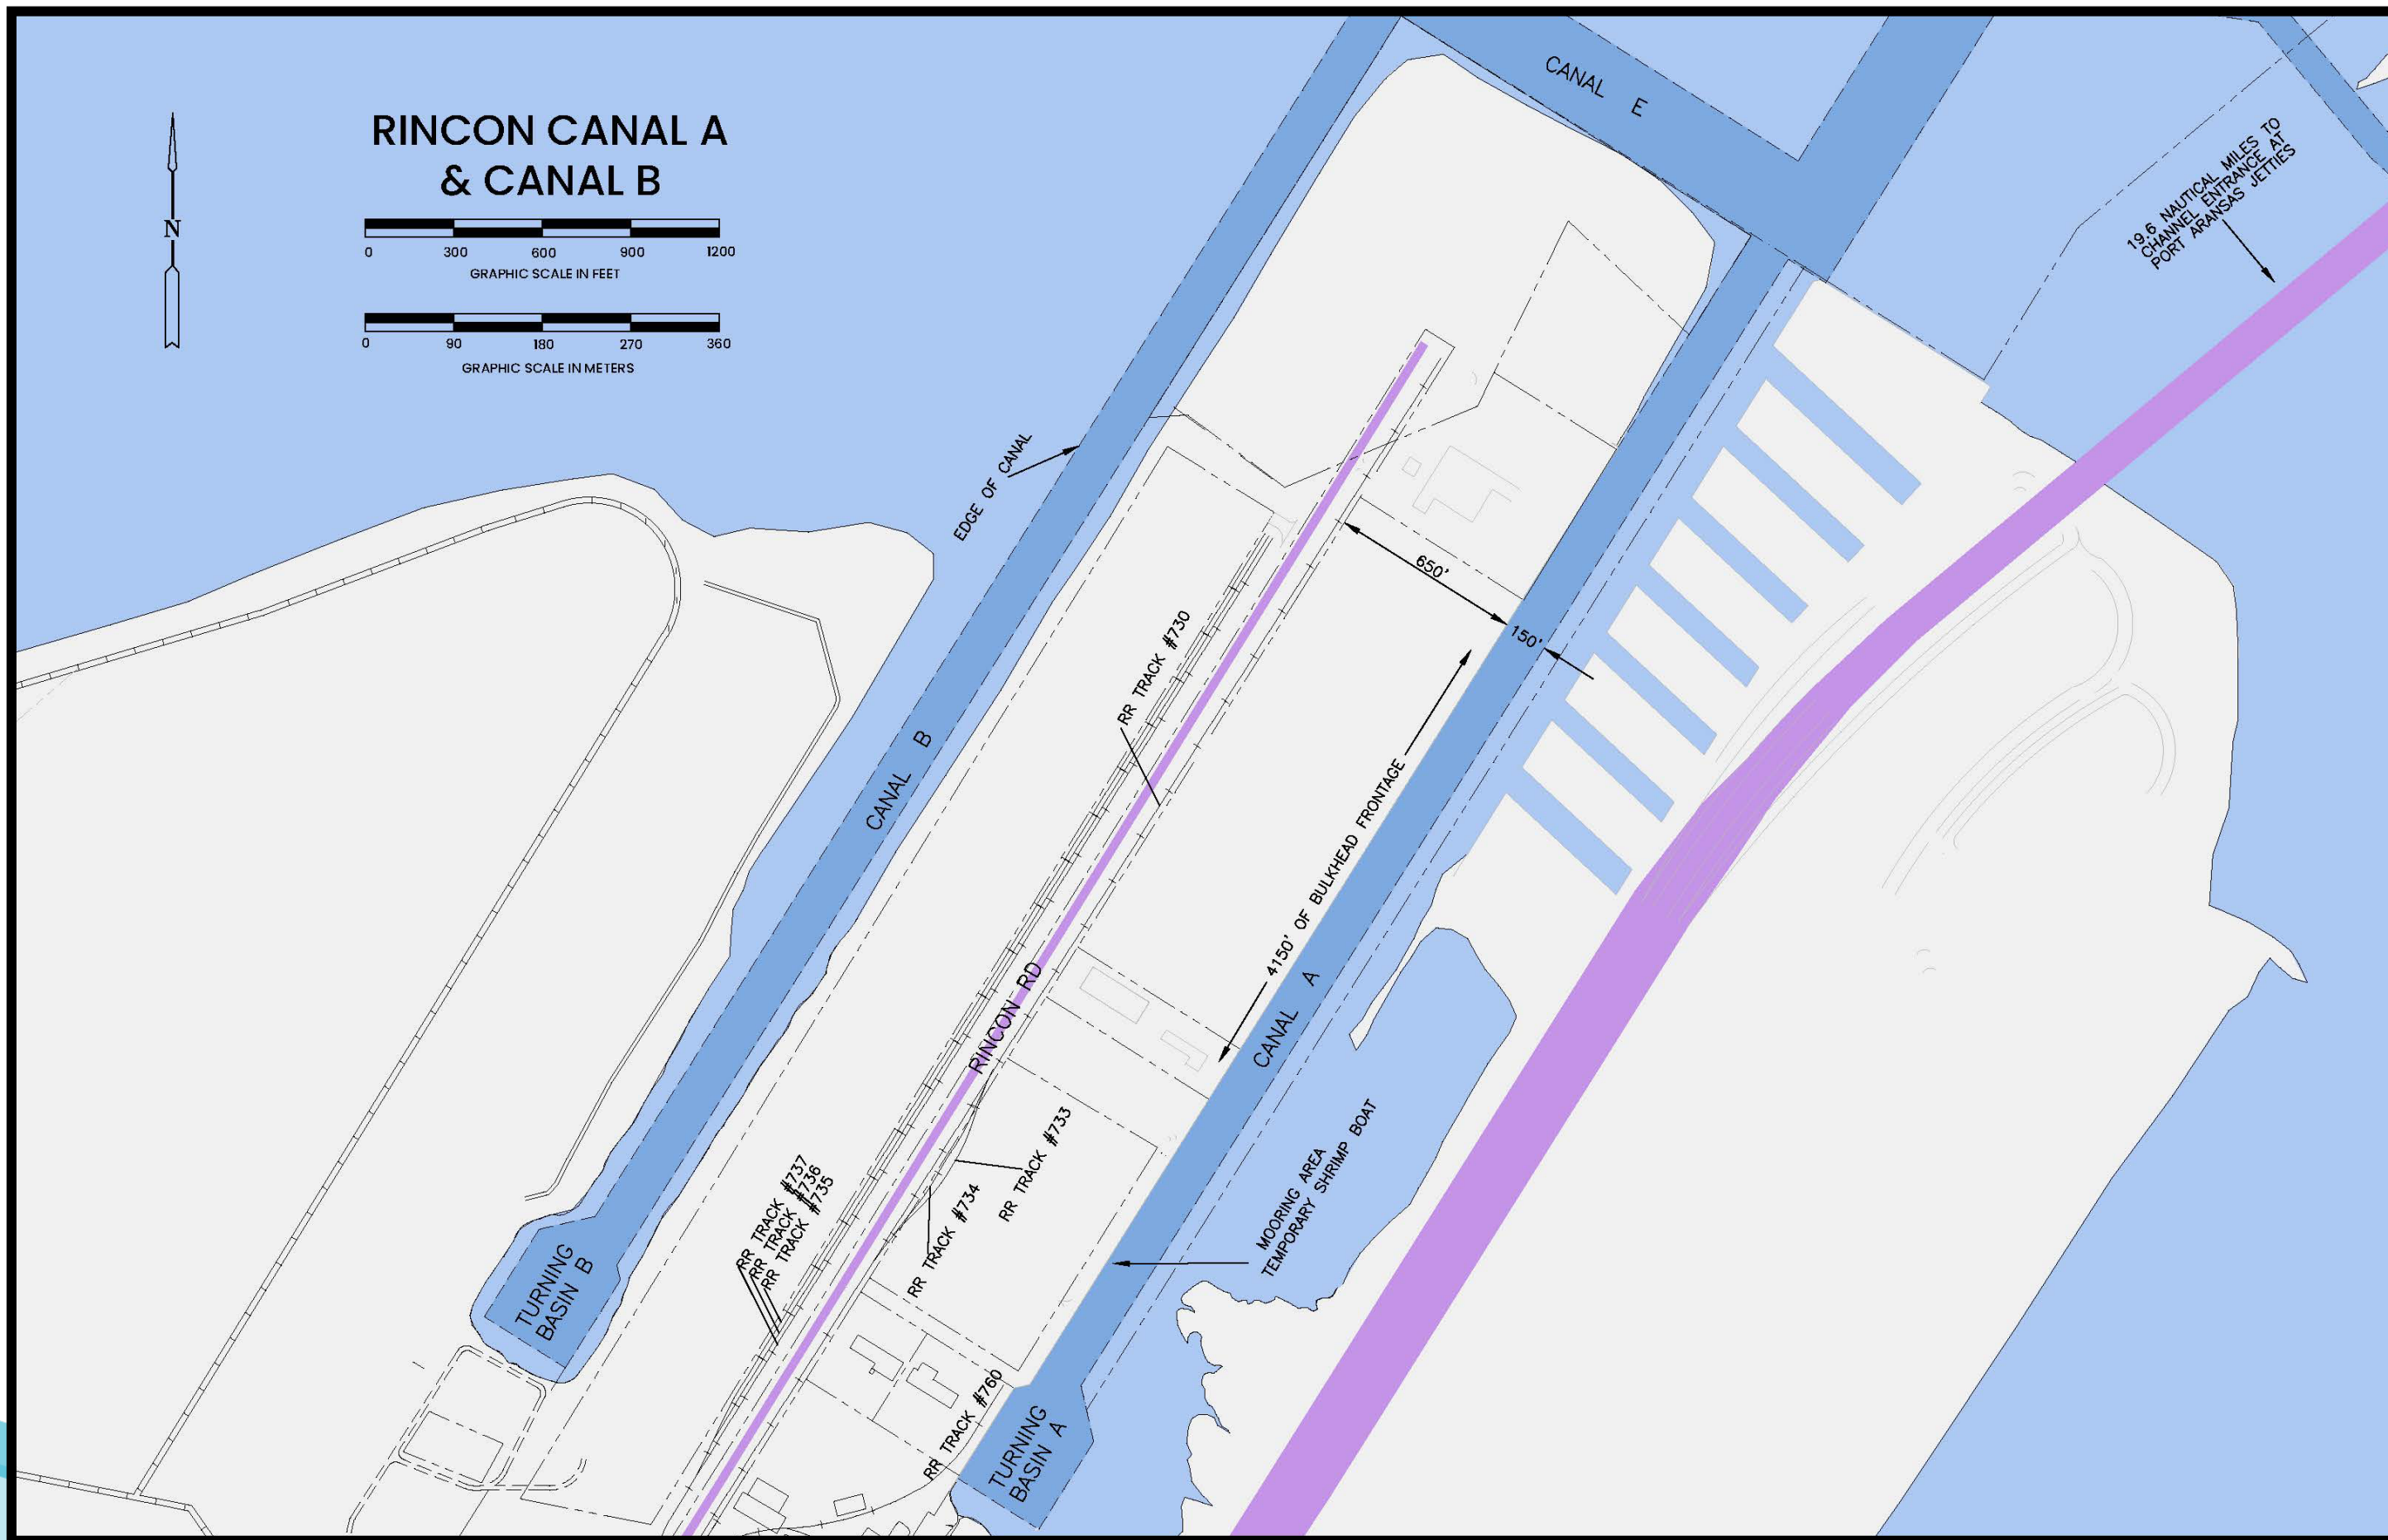 RINCON CANAL A
& CANAL B
N
0 300 600 900 1200
GRAPHIC SCALE IN FEET
0 90 180 270 360
GRAPHIC SCALE IN METERS
CANAL E
19.6 NAUTICAL MILES TO
CHANNEL ENTRANCE AT
PORT ARANSAS JETTIES
EDGE OF CANAL
650'
150'
RR TRACK #730
CANAL B
4150' OF BULKHEAD FRONTAGE
RINCON RD
CANAL A
RR TRACK #733
RR TRACK #734
RR TRACK #737
RR TRACK #736
RR TRACK #735
MOORING AREA
TEMPORARY SHRIMP BOAT
TURNING
BASIN B
RR TRACK #760
TURNING
BASIN A